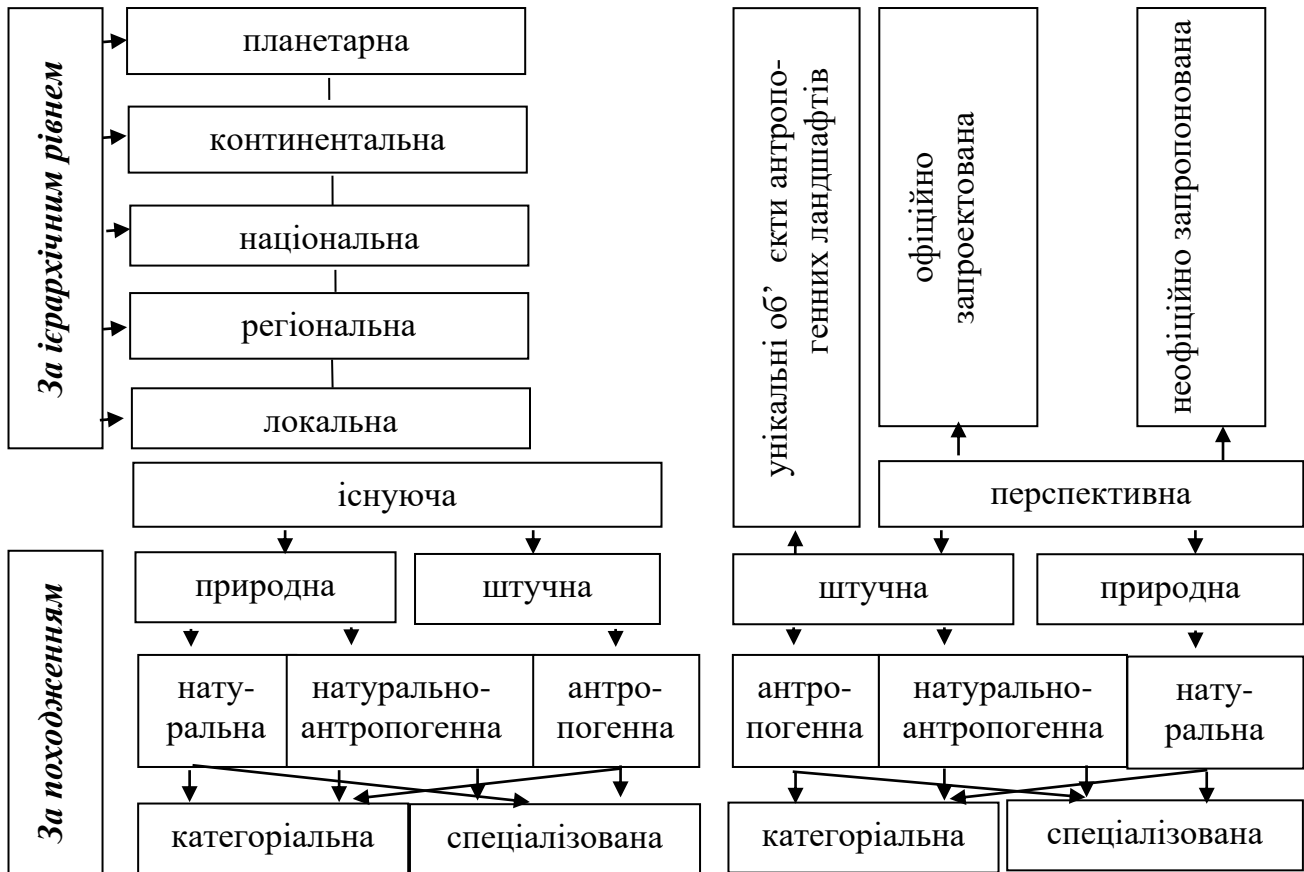 За ієрархічним рівнем
планетарна
континентальна
національна
регіональна
локальна
унікальні об’ єкти антропо-
генних ландшафтів
офіційно
запроектована
неофіційно запропонована
існуюча
перспективна
За походженням
природна
штучна
штучна
природна
нату-
ральна
натурально-
антропогенна
антро-
погенна
антро-
погенна
натурально-
антропогенна
нату-
ральна
категоріальна
спеціалізована
категоріальна
спеціалізована